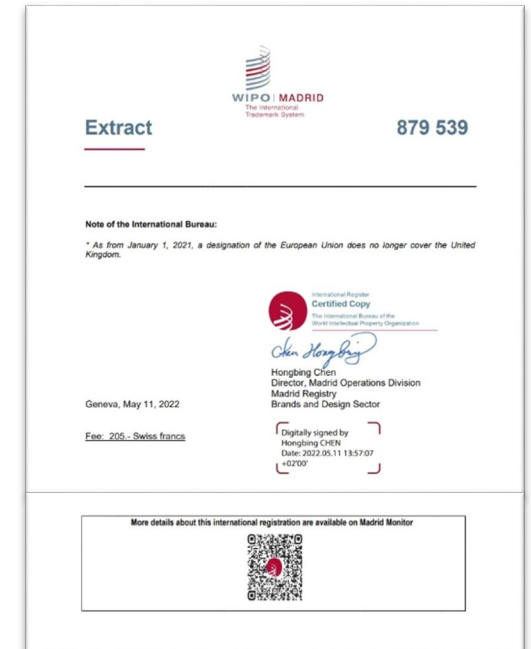 WIPO | MADRID
The International
Trademark System
Extract
879 539
Note of the International Bureau:
* As from January 1, 2021, a designation of the European Union does no longer cover the United
Kingdom.
International Register
Certified Copy
The International Bureau of the
World Intellectual Property Organization
Chen Hongbing
Hongbing Chen
Director, Madrid Operations Division
Madrid Registry
Brands and Design Sector
Geneva, May 11, 2022
Fee: 205.- Swiss francs
Digitally signed by
Hongbing CHEN
Date: 2022.05.11 13:57:07
+02'00'
More details about this international registration are available on Madrid Monitor